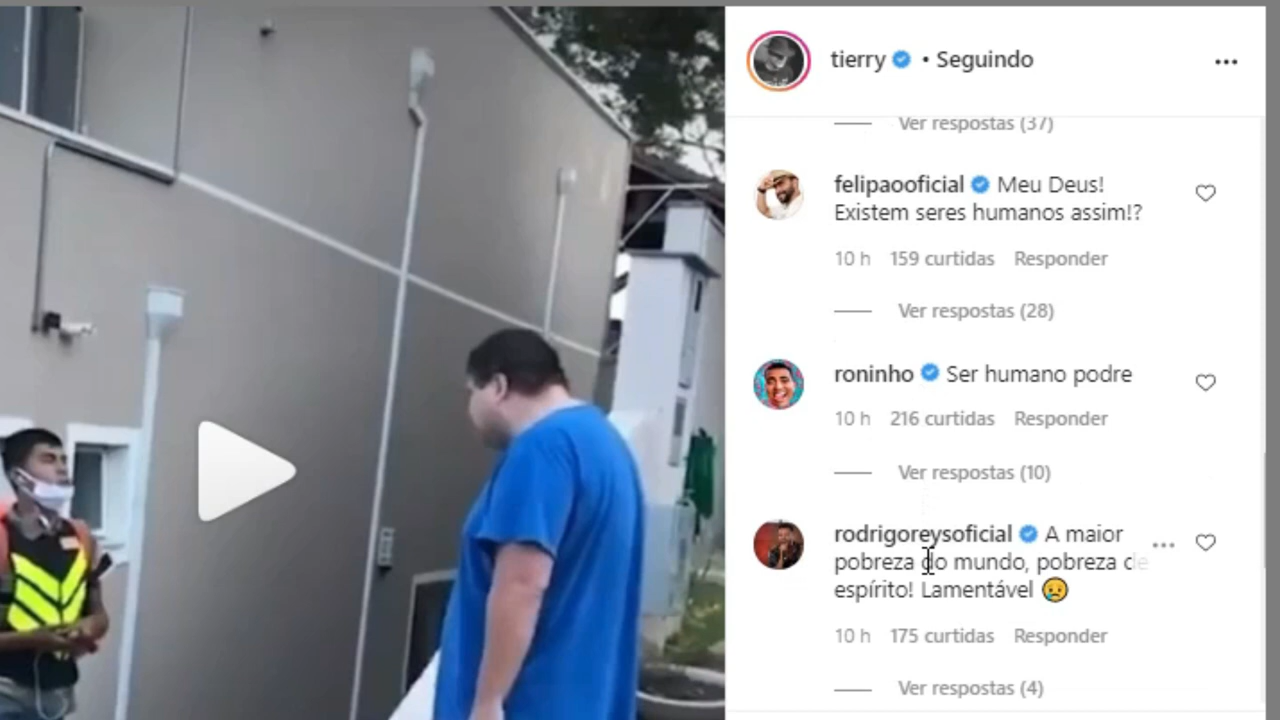 tierry • Seguindo
Ver respostas (37)
felipaooficial Meu Deus!
Existem seres humanos assim!?
10 h 159 curtidas Responder
Ver respostas (28)
roninho Ser humano podre
10 h 216 curtidas Responder
Ver respostas (10)
rodrigoreysoficial A maior
pobreza do mundo, pobreza de
espírito! Lamentável 😢
10 h 175 curtidas Responder
Ver respostas (4)